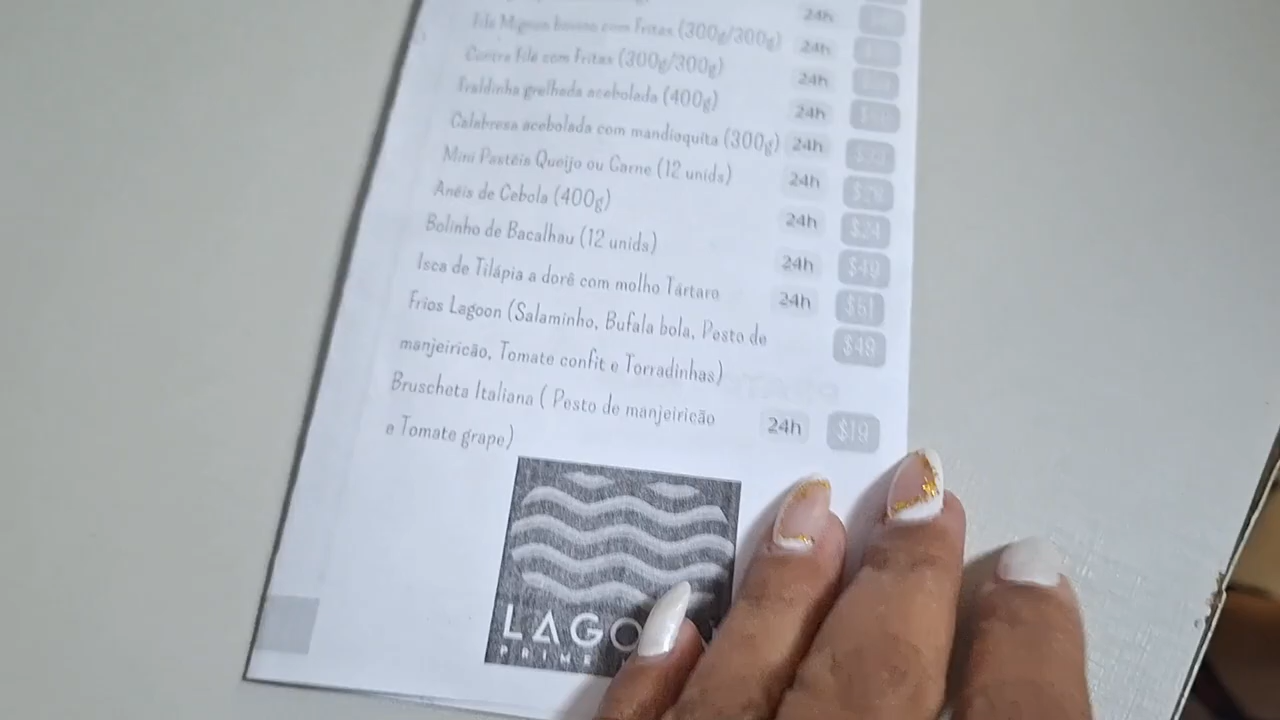 24h
Filé Mignon bovino com Fritas (300g/300g) 24h
Contra Filé com Fritas (300g/300g) 24h
Fraldinha grelhada acebolada (400g) 24h
Calabresa acebolada com mandioquita (300g) 24h
Mini Pasteis Queijo ou Carne (12 unids) 24h
Anéis de Cebola (400g) 24h $24
Bolinho de Bacalhau (12 unids) 24h $49
Isca de Tilápia a dorê com molho Tártaro 24h $51
Frios Lagoon (Salaminho, Bufala bola, Pesto de $49
manjericão, Tomate confit e Torradinhas)
Bruscheta Italiana ( Pesto de manjericão 24h $19
e Tomate grape)
LAGO
PRIME